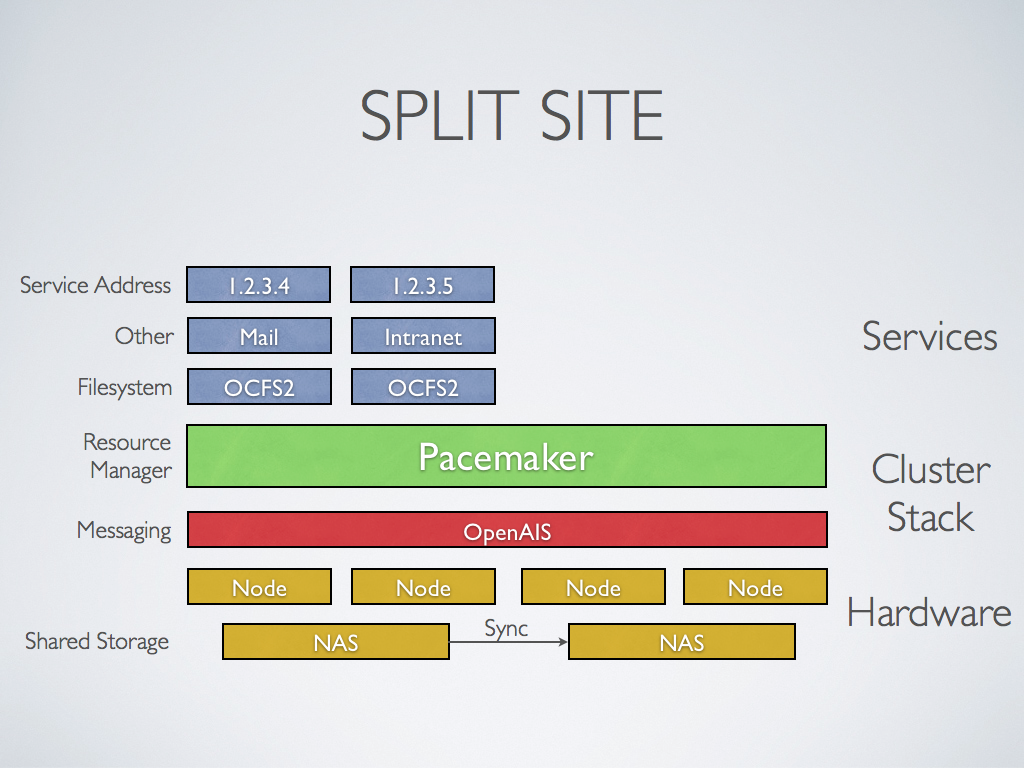 SPLIT SITE
Service Address
1.2.3.4
1.2.3.5
Other
Mail
Intranet
Services
Filesystem
OCFS2
OCFS2
Resource
Manager
Pacemaker
Cluster
Stack
Messaging
OpenAIS
Node
Node
Node
Node
Hardware
Shared Storage
NAS
Sync
NAS